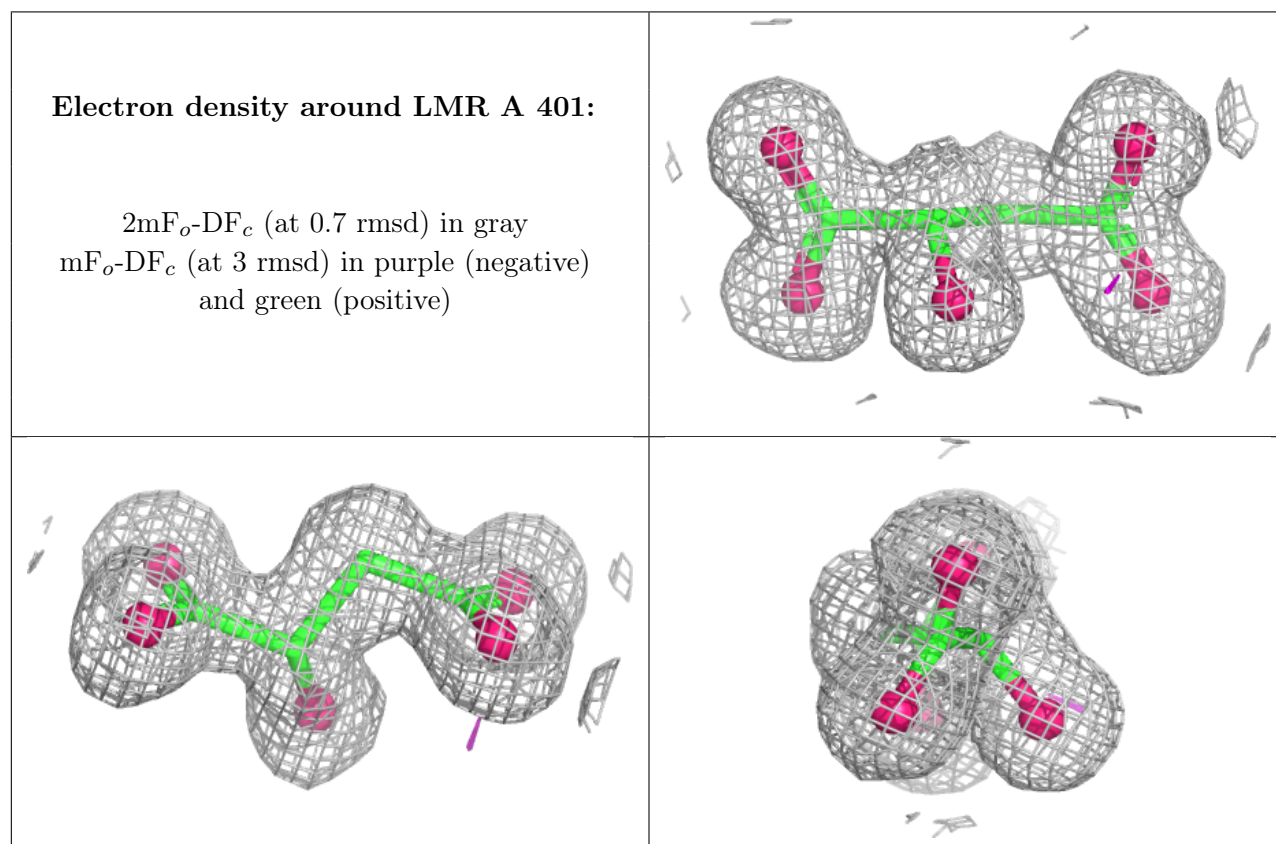 Electron density around LMR A 401:
2mFo-DFc (at 0.7 rmsd) in gray
mFo-DFc (at 3 rmsd) in purple (negative)
and green (positive)